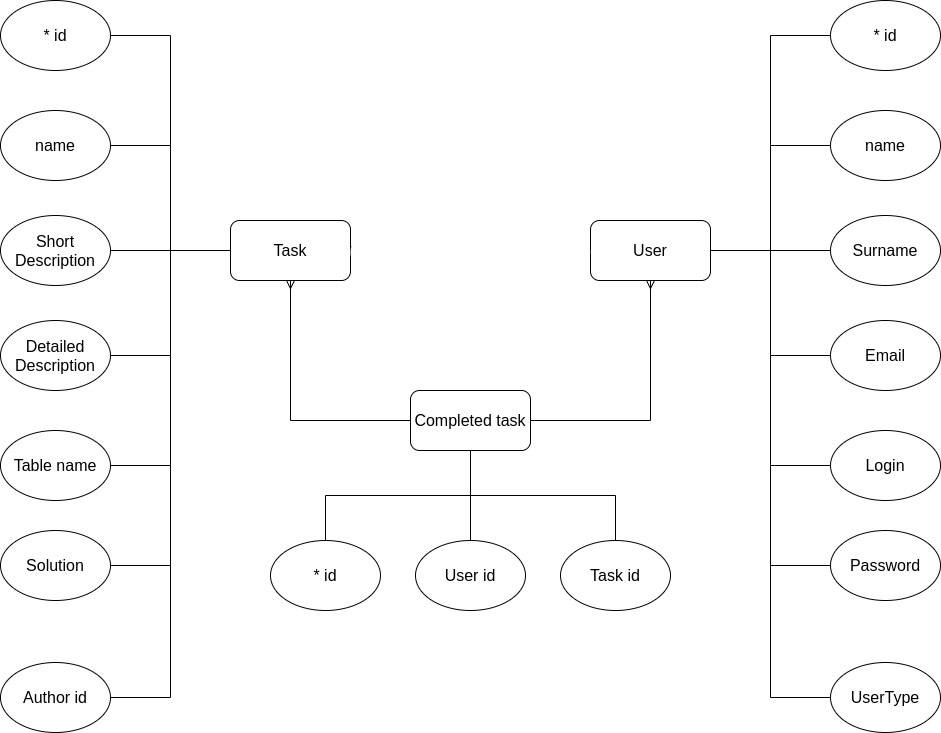 * id
name
Short
Description
Detailed
Description
Table name
Solution
Author id
Task
User
Completed task
* id
User id
Task id
* id
name
Surname
Email
Login
Password
UserType